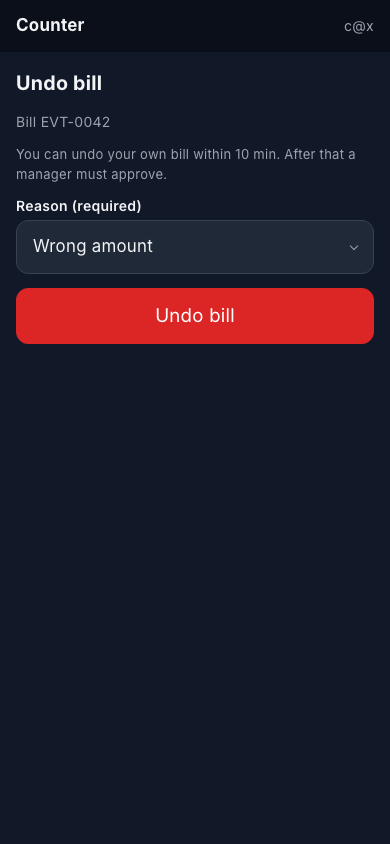 Counter
c@x
Undo bill
Bill EVT-0042
You can undo your own bill within 10 min. After that a
manager must approve.
Reason (required)
Wrong amount
Undo bill